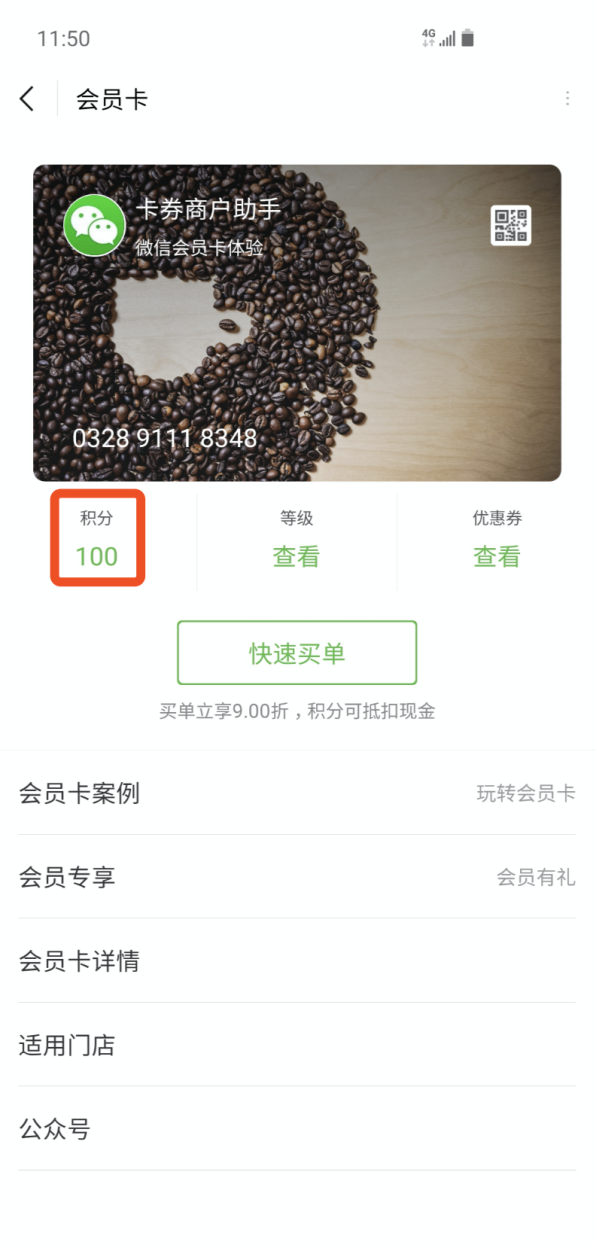 11:50
4G
会员卡
卡券商户助手
微信会员卡体验
0328 9111 8348
积分
等级
优惠券
100
查看
查看
快速买单
买单立享9.00折，积分可抵扣现金
会员卡案例
玩转会员卡
会员专享
会员有礼
会员卡详情
适用门店
公众号